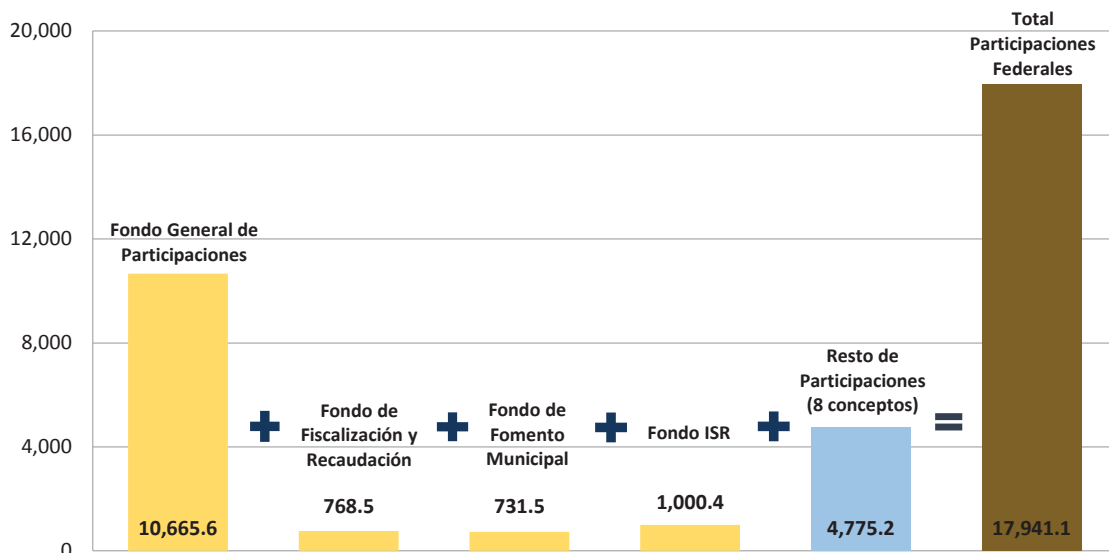 20,000
16,000
12,000
8,000
4,000
0
Fondo General de
Participaciones
10,665.6
+
Fondo de
Fiscalización y
Recaudación
768.5
+
Fondo de
Fomento
Municipal
731.5
+
Fondo ISR
1,000.4
+
Resto de
Participaciones
(8 conceptos)
4,775.2
=
Total
Participaciones
Federales
17,941.1